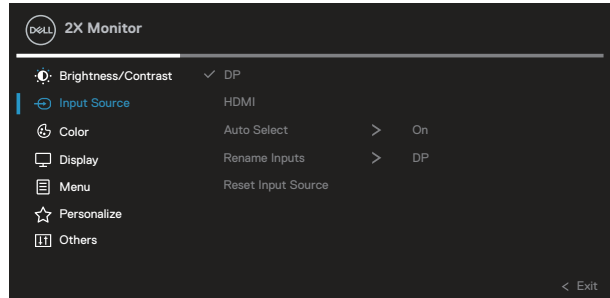 DELL 2X Monitor
Brightness/Contrast ✓ DP
Input Source HDMI
Color Auto Select > On
Display Rename Inputs > DP
Menu Reset Input Source
Personalize
Others
< Exit